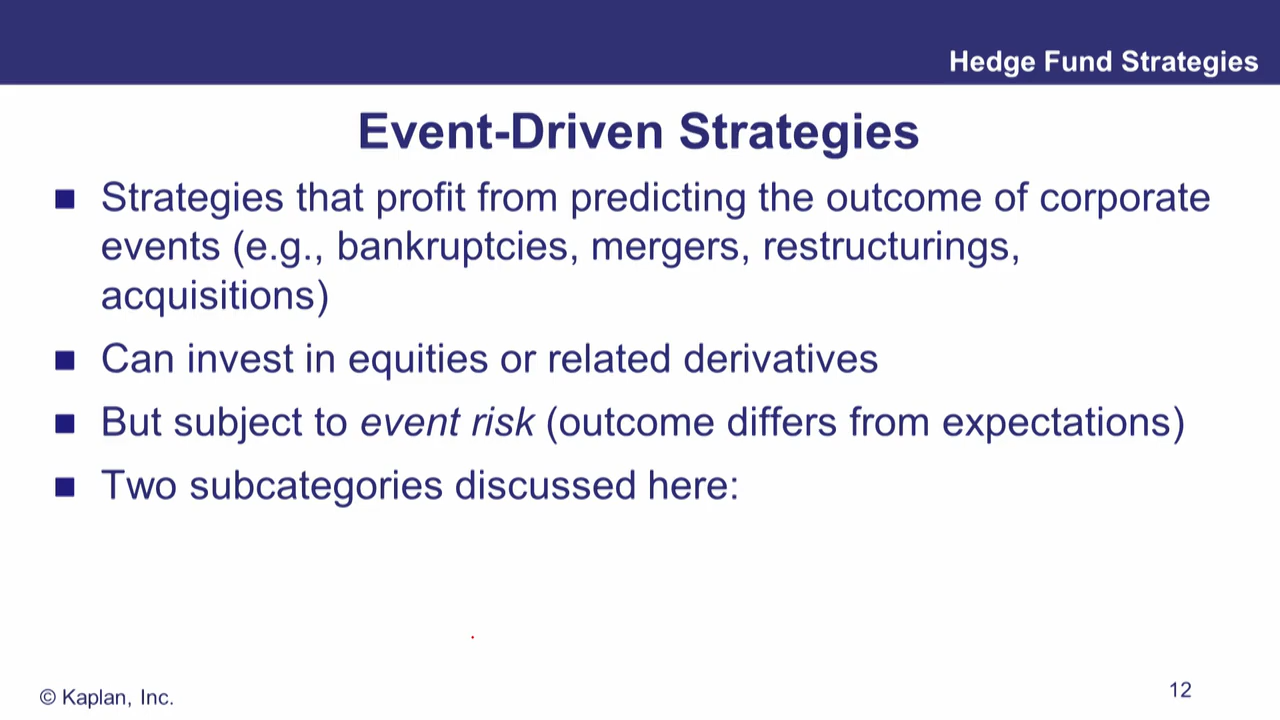 Hedge Fund Strategies
Event-Driven Strategies
Strategies that profit from predicting the outcome of corporate
events (e.g., bankruptcies, mergers, restructurings,
acquisitions)
Can invest in equities or related derivatives
But subject to event risk (outcome differs from expectations)
Two subcategories discussed here:
© Kaplan, Inc.
12